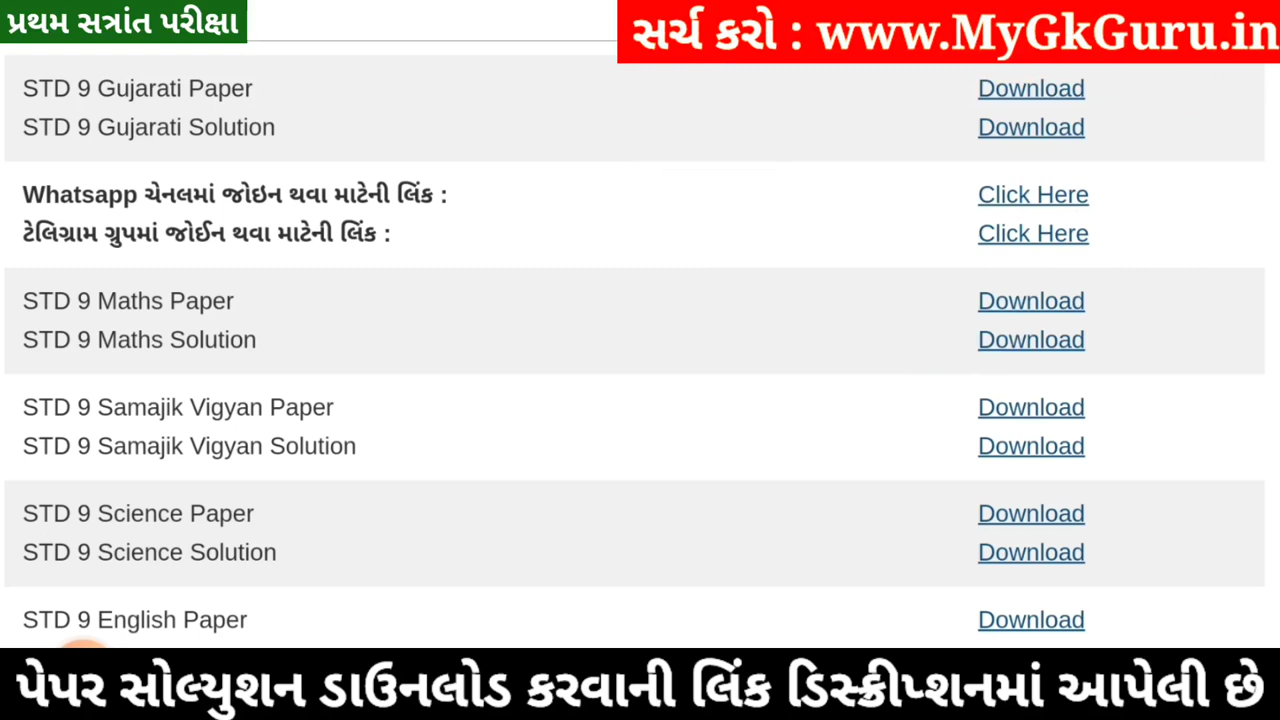 પ્રથમ સત્રાંત પરીક્ષા
સર્ચ કરો : www.MyGkGuru.in
STD 9 Gujarati Paper Download
STD 9 Gujarati Solution Download
Whatsapp ચેનલમાં જોઇન થવા માટેની લિંક : Click Here
ટેલિગ્રામ ગ્રુપમાં જોઈન થવા માટેની લિંક : Click Here
STD 9 Maths Paper Download
STD 9 Maths Solution Download
STD 9 Samajik Vigyan Paper Download
STD 9 Samajik Vigyan Solution Download
STD 9 Science Paper Download
STD 9 Science Solution Download
STD 9 English Paper Download
પેપર સોલ્યુશન ડાઉનલોડ કરવાની લિંક ડિસ્ક્રીપ્શનમાં આપેલી છે